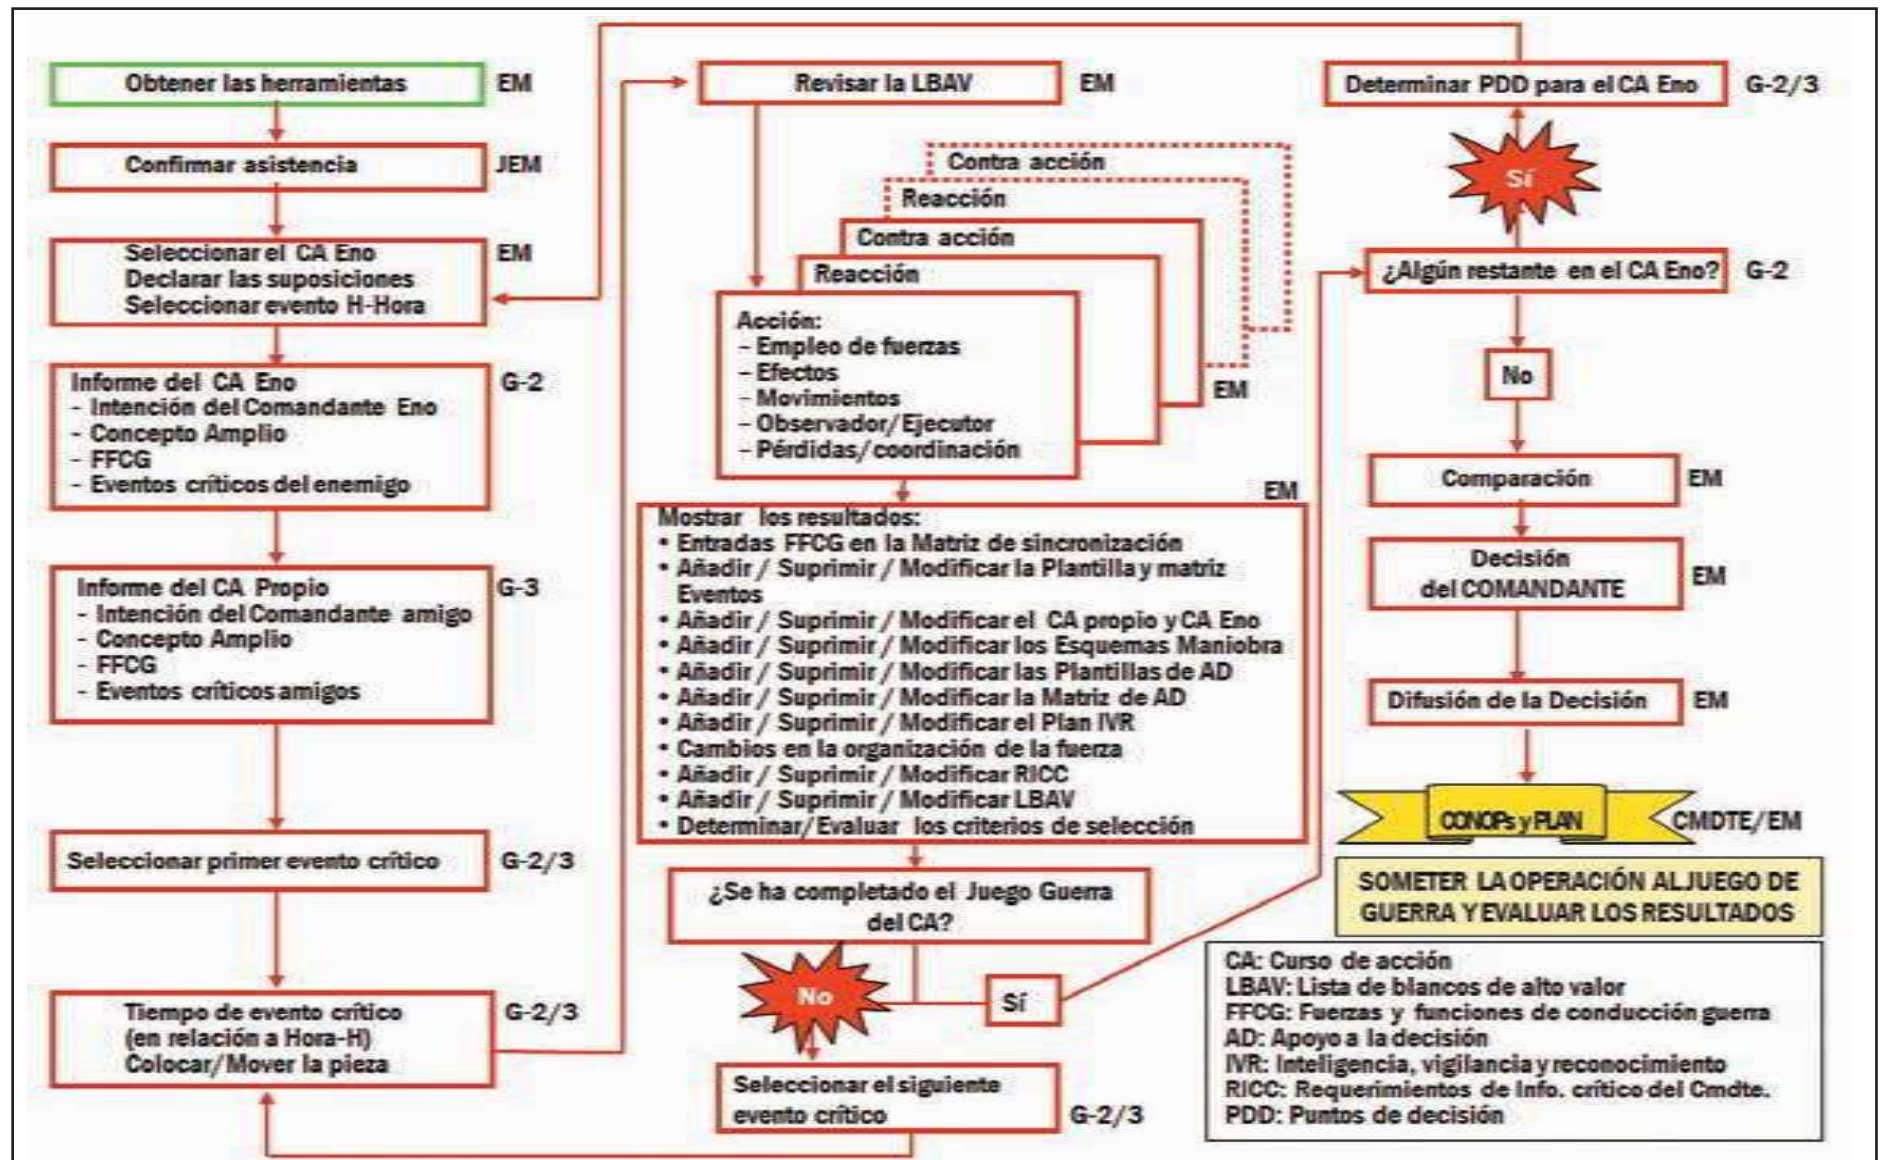 Obtener las herramientas
EM
Confirmar asistencia
JEM
Seleccionar el CA Eno
Declarar las suposiciones
Seleccionar evento H-Hora
EM
Informe del CA Eno
- Intención del Comandante Eno
- Concepto Amplio
- FFCG
- Eventos críticos del enemigo
G-2
Informe del CA Propio
- Intención del Comandante amigo
- Concepto Amplio
- FFCG
- Eventos críticos amigos
G-3
Seleccionar primer evento crítico
G-2/3
Tiempo de evento crítico
(en relación a Hora-H)
Colocar/Mover la pieza
G-2/3
Revisar la LBAV
EM
Contra acción
Reacción
Contra acción
Reacción
Acción:
- Empleo de fuerzas
- Efectos
- Movimientos
- Observador/Ejecutor
- Pérdidas/coordinación
EM
EM
Mostrar los resultados:
• Entradas FFCG en la Matriz de sincronización
• Añadir / Suprimir / Modificar la Plantilla y matriz
Eventos
• Añadir / Suprimir / Modificar el CA propio y CA Eno
• Añadir / Suprimir / Modificar los Esquemas Maniobra
• Añadir / Suprimir / Modificar las Plantillas de AD
• Añadir / Suprimir / Modificar la Matriz de AD
• Añadir / Suprimir / Modificar el Plan IVR
• Cambios en la organización de la fuerza
• Añadir / Suprimir / Modificar RICC
• Añadir / Suprimir / Modificar LBAV
• Determinar/Evaluar los criterios de selección
¿Se ha completado el Juego Guerra
del CA?
No
Sí
Seleccionar el siguiente
evento crítico
G-2/3
Determinar PDD para el CA Eno
G-2/3
Sí
¿Algún restante en el CA Eno?
G-2
No
Comparación
EM
Decisión
del COMANDANTE
EM
Difusión de la Decisión
EM
CONOPs y PLAN
CMDTE/EM
SOMETER LA OPERACIÓN AL JUEGO DE
GUERRA Y EVALUAR LOS RESULTADOS
CA: Curso de acción
LBAV: Lista de blancos de alto valor
FFCG: Fuerzas y funciones de conducción guerra
AD: Apoyo a la decisión
IVR: Inteligencia, vigilancia y reconocimiento
RICC: Requerimientos de Info. crítico del Cmdte.
PDD: Puntos de decisión